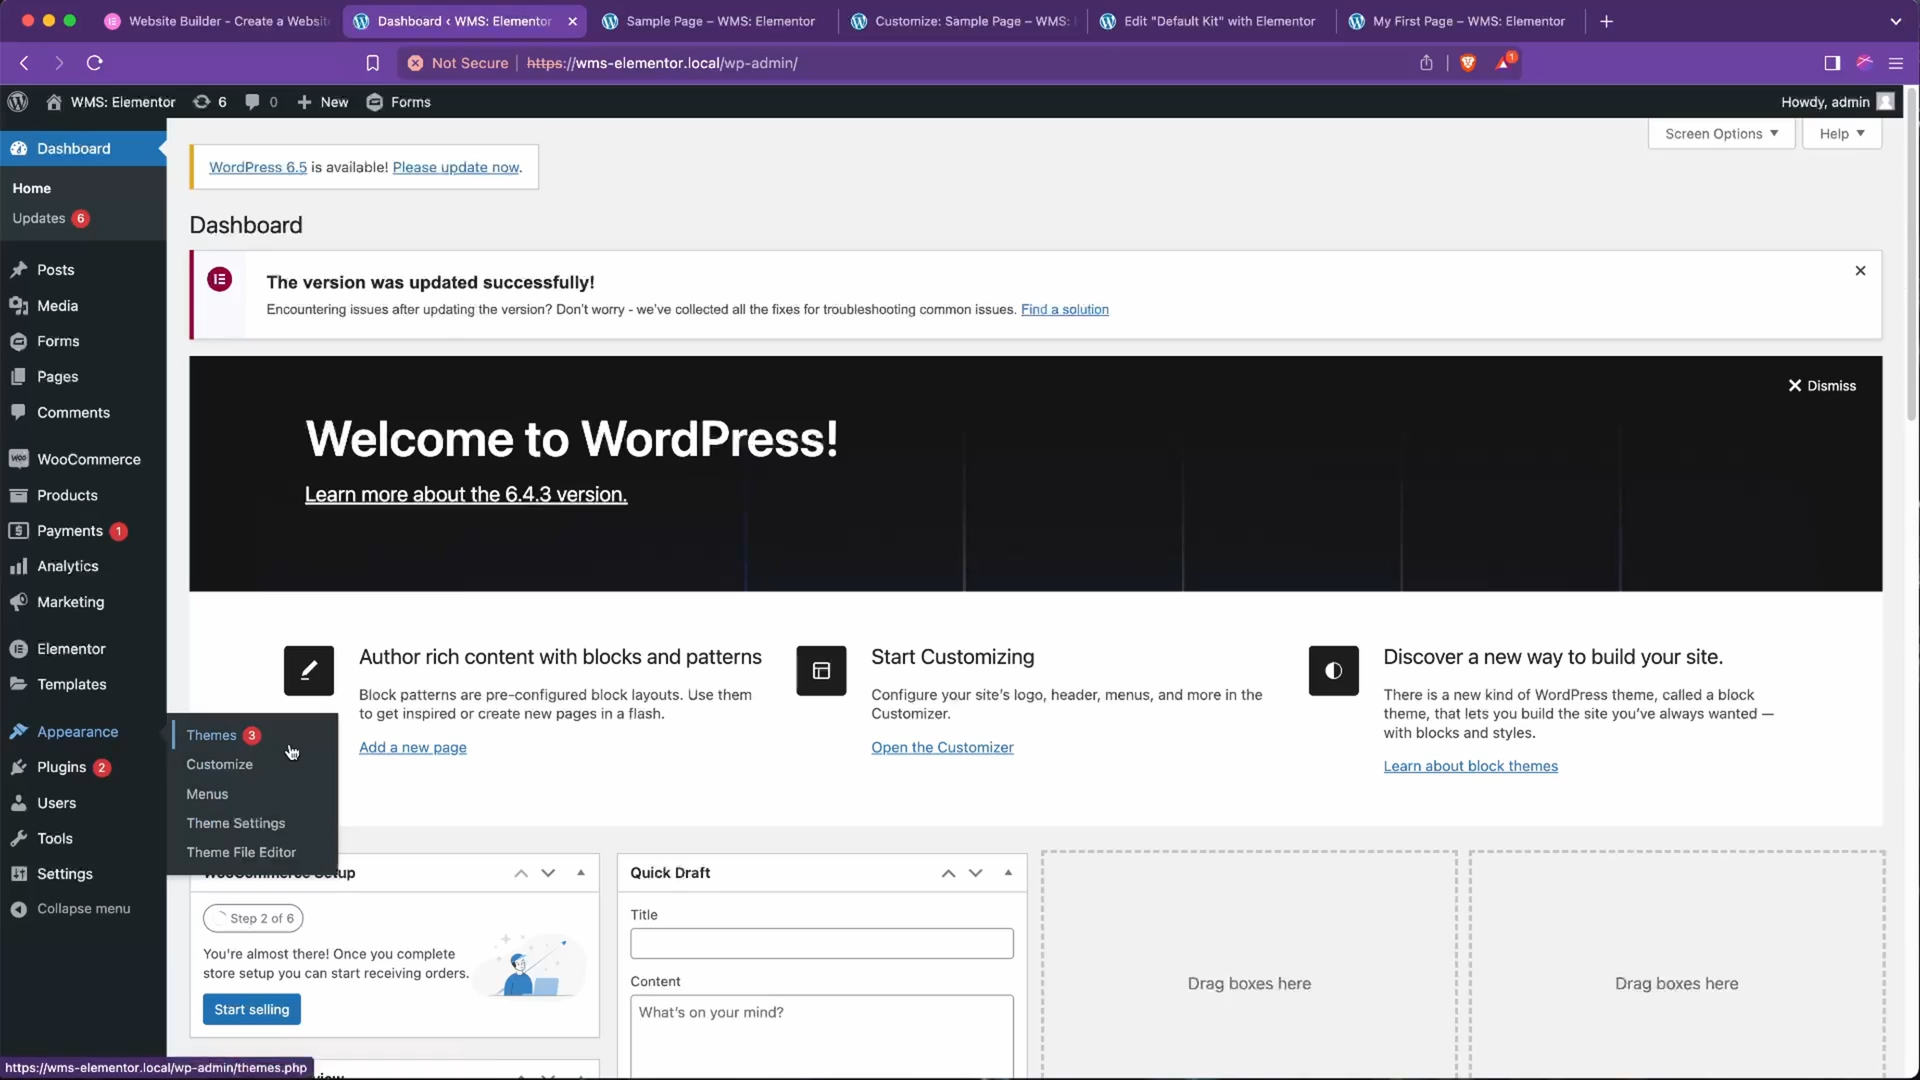 Website Builder - Create a Website
Dashboard ‹ WMS: Elementor
Sample Page – WMS: Elementor
Customize: Sample Page – WMS:
Edit "Default Kit" with Elementor
My First Page – WMS: Elementor
Not Secure
https://wms-elementor.local/wp-admin/
1
WMS: Elementor
6
0
New
Forms
Howdy, admin
Screen Options
Help
Dashboard
Home
Updates 6
Posts
Media
Forms
Pages
Comments
WooCommerce
Products
Payments 1
Analytics
Marketing
Elementor
Templates
Appearance
Plugins 2
Users
Tools
Settings
Collapse menu
Themes 3
Customize
Menus
Theme Settings
Theme File Editor
WordPress 6.5 is available! Please update now.
Dashboard
The version was updated successfully!
Encountering issues after updating the version? Don't worry - we've collected all the fixes for troubleshooting common issues. Find a solution
Dismiss
Welcome to WordPress!
Learn more about the 6.4.3 version.
Author rich content with blocks and patterns
Block patterns are pre-configured block layouts. Use them
to get inspired or create new pages in a flash.
Add a new page
Start Customizing
Configure your site's logo, header, menus, and more in the
Customizer.
Open the Customizer
Discover a new way to build your site.
There is a new kind of WordPress theme, called a block
theme, that lets you build the site you've always wanted —
with blocks and styles.
Learn about block themes
WooCommerce Setup
Step 2 of 6
You're almost there! Once you complete
store setup you can start receiving orders.
Start selling
Quick Draft
Title
Content
What's on your mind?
Drag boxes here
Drag boxes here
https://wms-elementor.local/wp-admin/themes.php